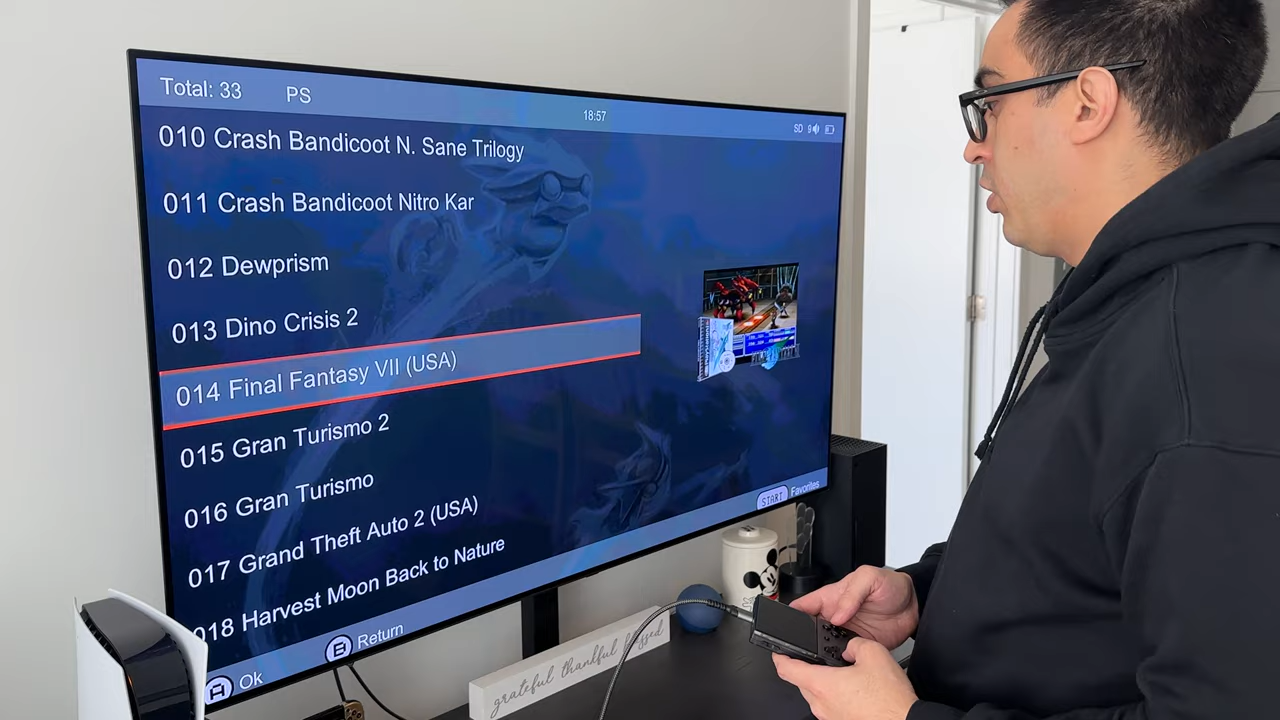 Total: 33 PS
18:57
SD 9
010 Crash Bandicoot N. Sane Trilogy
011 Crash Bandicoot Nitro Kar
012 Dewprism
013 Dino Crisis 2
014 Final Fantasy VII (USA)
015 Gran Turismo 2
016 Gran Turismo
017 Grand Theft Auto 2 (USA)
018 Harvest Moon Back to Nature
START Favorites
B Return
A Ok
grateful thankful blessed